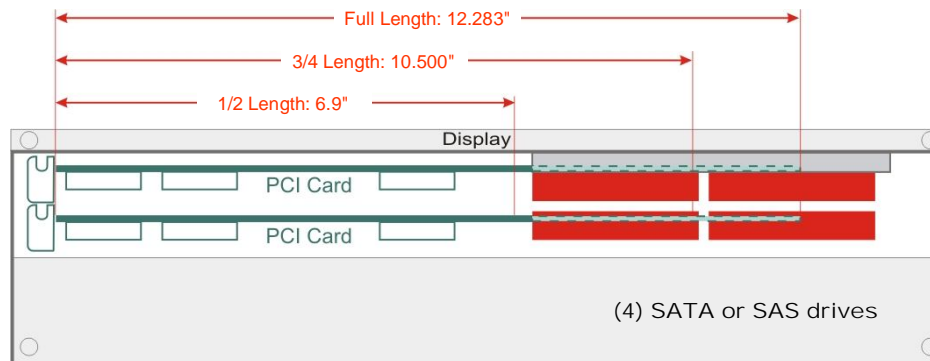 Full Length: 12.283"
3/4 Length: 10.500"
1/2 Length: 6.9"
Display
PCI Card
PCI Card
(4) SATA or SAS drives